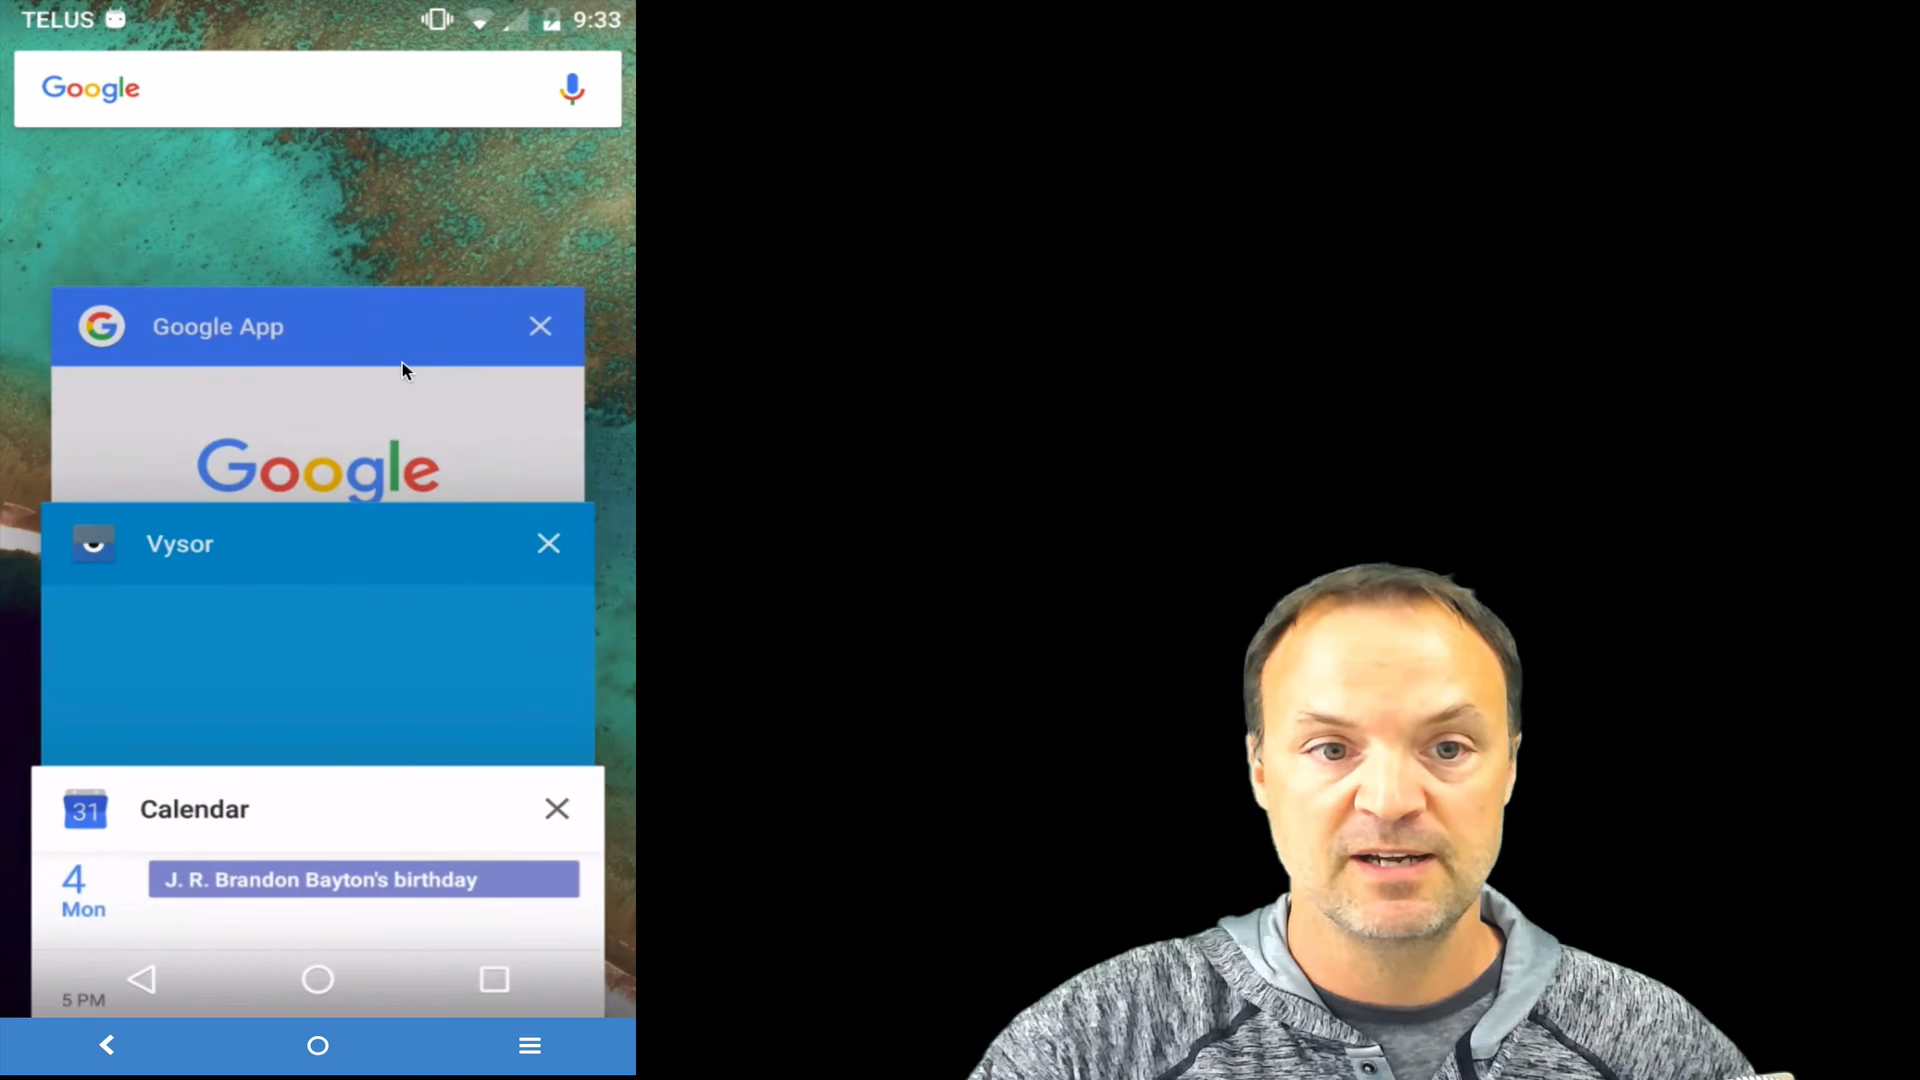 TELUS 9:33
Google
Google App
Google
Vysor
31 Calendar
4 J. R. Brandon Bayton's birthday
Mon
5 PM